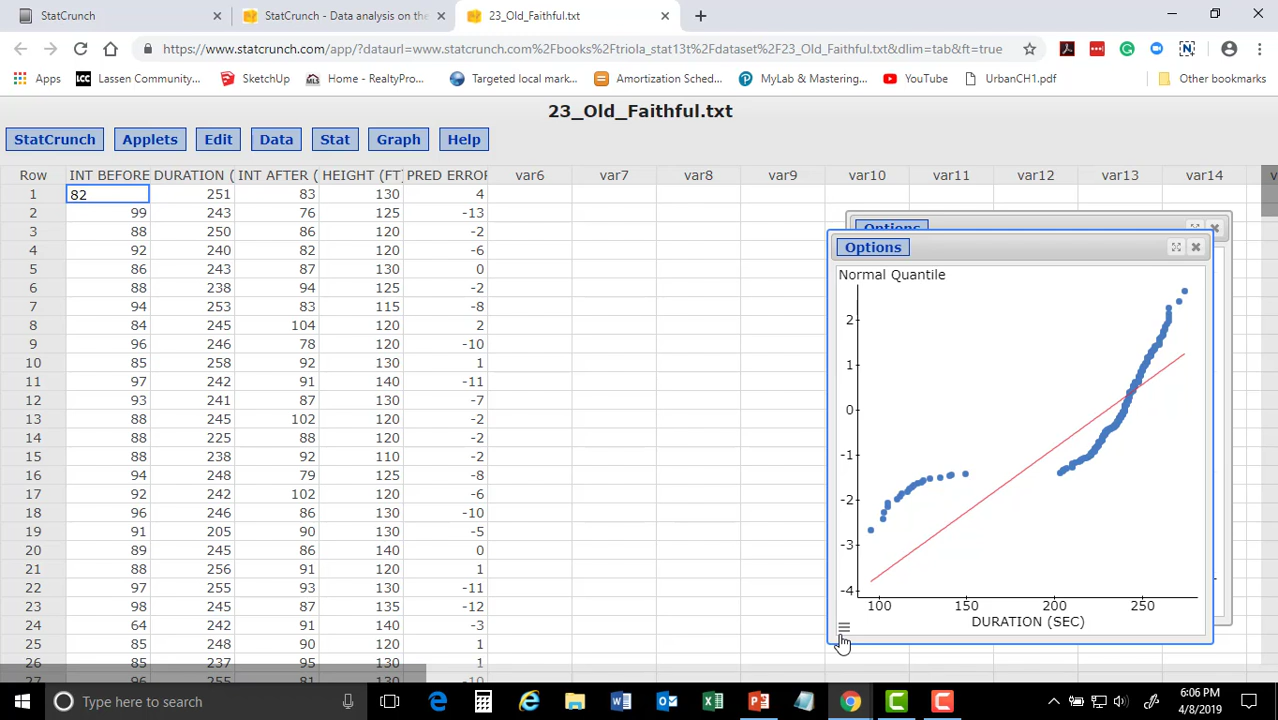 StatCrunch
StatCrunch - Data analysis on the
23_Old_Faithful.txt
https://www.statcrunch.com/app/?dataurl=www.statcrunch.com%2Fbooks%2Ftriola_stat13t%2Fdataset%2F23_Old_Faithful.txt&dlim=tab&ft=true
Apps
LCC Lassen Community...
SketchUp
MLS Home - RealtyPro...
Targeted local mark...
Amortization Sched...
MyLab & Mastering...
YouTube
UrbanCH1.pdf
Other bookmarks
23_Old_Faithful.txt
StatCrunch Applets Edit Data Stat Graph Help
Row INT BEFORE DURATION ( INT AFTER ( HEIGHT (FT) PRED ERROR var6 var7 var8 var9 var10 var11 var12 var13 var14
1 82 251 83 130 4
2 99 243 76 125 -13
3 88 250 86 120 -2
4 92 240 82 120 -6
5 86 243 87 130 0
6 88 238 94 125 -2
7 94 253 83 115 -8
8 84 245 104 120 2
9 96 246 78 120 -10
10 85 258 92 130 1
11 97 242 91 140 -11
12 93 241 87 130 -7
13 88 245 102 120 -2
14 88 225 88 120 -2
15 88 238 92 110 -2
16 94 248 79 125 -8
17 92 242 102 120 -6
18 96 246 86 120 -10
19 91 205 90 120 -5
20 89 245 86 140 0
21 88 256 91 120 1
22 97 255 93 130 -11
23 98 245 87 135 -12
24 64 242 91 140 -3
25 85 248 90 120 1
26 85 237 95 130 1
27 96 255 81 -10
Options
Options
Normal Quantile
2
1
0
-1
-2
-3
-4
100 150 200 250
DURATION (SEC)
Type here to search
6:06 PM
4/8/2019